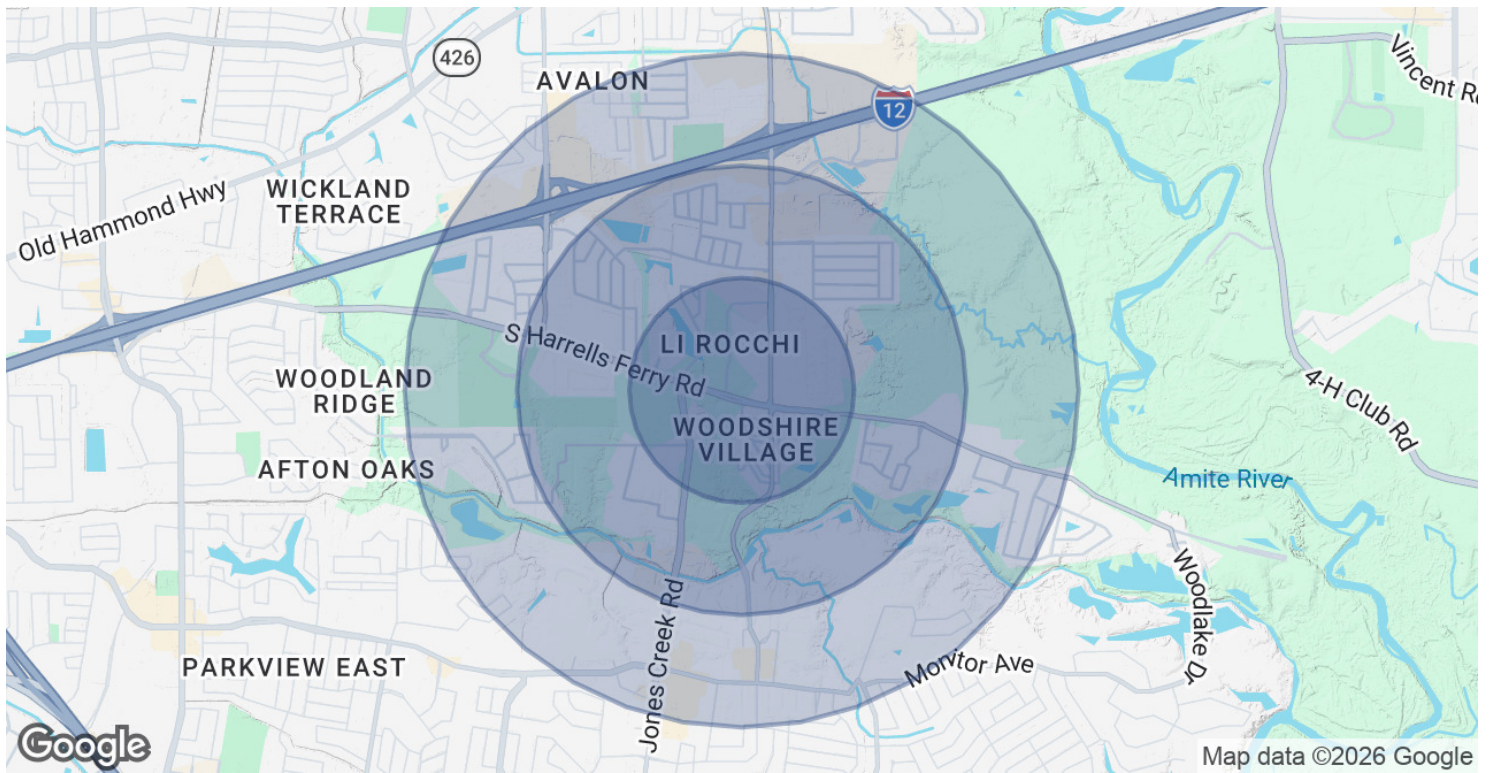 426
AVALON
12
Vincent Rd
WICKLAND
TERRACE
Old Hammond Hwy
S Harrells Ferry Rd
LI ROCCHI
WOODLAND
RIDGE
4-H Club Rd
WOODSHIRE
VILLAGE
AFTON OAKS
Amite River
Woodlake Dr
Jones Creek Rd
Monitor Ave
PARKVIEW EAST
Google
Map data ©2026 Google